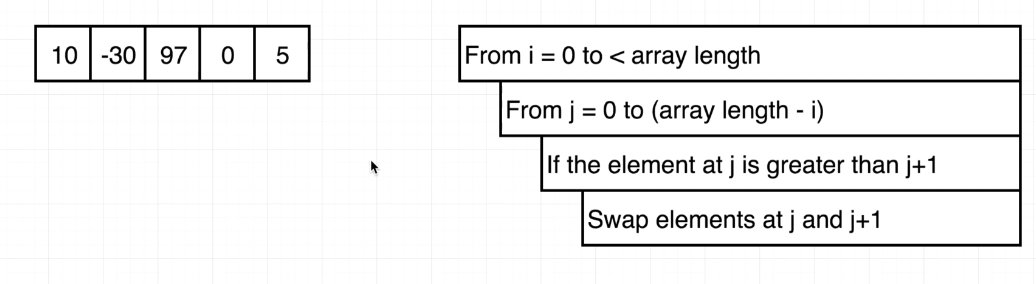 10 -30 97 0 5
From i = 0 to < array length
From j = 0 to (array length - i)
If the element at j is greater than j+1
Swap elements at j and j+1